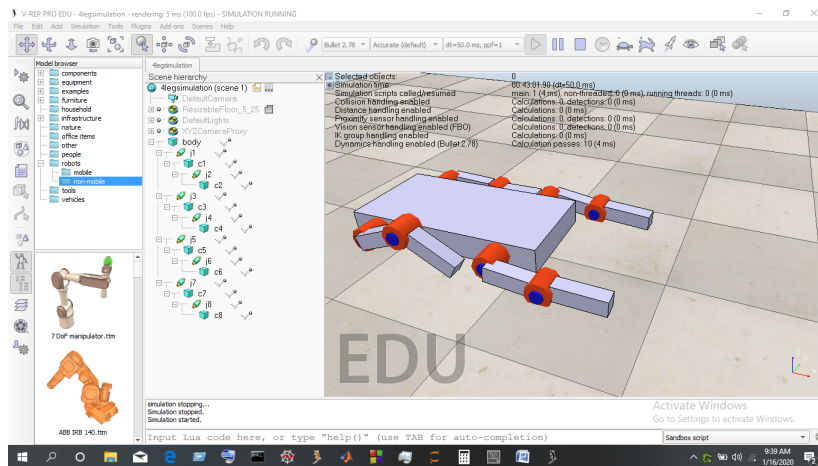 V-REP PRO EDU - 4legsimulation - rendering: 5 ms (100.0 fps) - SIMULATION RUNNING
File Edit Add Simulation Tools Plugins Add-ons Scenes Help
Bullet 2.78 Accurate (default) dt=50.0 ms, ppf=1
4legsimulation
Model browser
components
equipment
examples
furniture
household
infrastructure
nature
office items
other
people
robots
mobile
non-mobile
tools
vehicles
7 DoF manipulator.ttm
ABB IRB 140.ttm
Scene hierarchy
4legsimulation (scene 1)
DefaultCamera
ResizableFloor_5_25
DefaultLights
XYZCameraProxy
body
j1
c1
j2
c2
j3
c3
j4
c4
j5
c5
j6
c6
j7
c7
j8
c8
Selected objects: 0
Simulation time: 00:43:01.90 (dt=50.0 ms)
Simulation scripts called/resumed main: 1 (4 ms), non-threaded: 0 (0 ms), running threads: 0 (0 ms)
Collision handling enabled Calculations: 0, detections: 0 (0 ms)
Distance handling enabled Calculations: 0 (0 ms)
Proximity sensor handling enabled Calculations: 0, detections: 0 (0 ms)
Vision sensor handling enabled (FBO) Calculations: 0, detections: 0 (0 ms)
IK group handling enabled Calculations: 0 (0 ms)
Dynamics handling enabled (Bullet 2.78) Calculation passes: 10 (4 ms)
EDU
simulation stopping...
Simulation stopped.
Simulation started.
Activate Windows
Go to Settings to activate Windows.
Input Lua code here, or type "help()" (use TAB for auto-completion)
Sandbox script
9:39 AM
1/16/2020